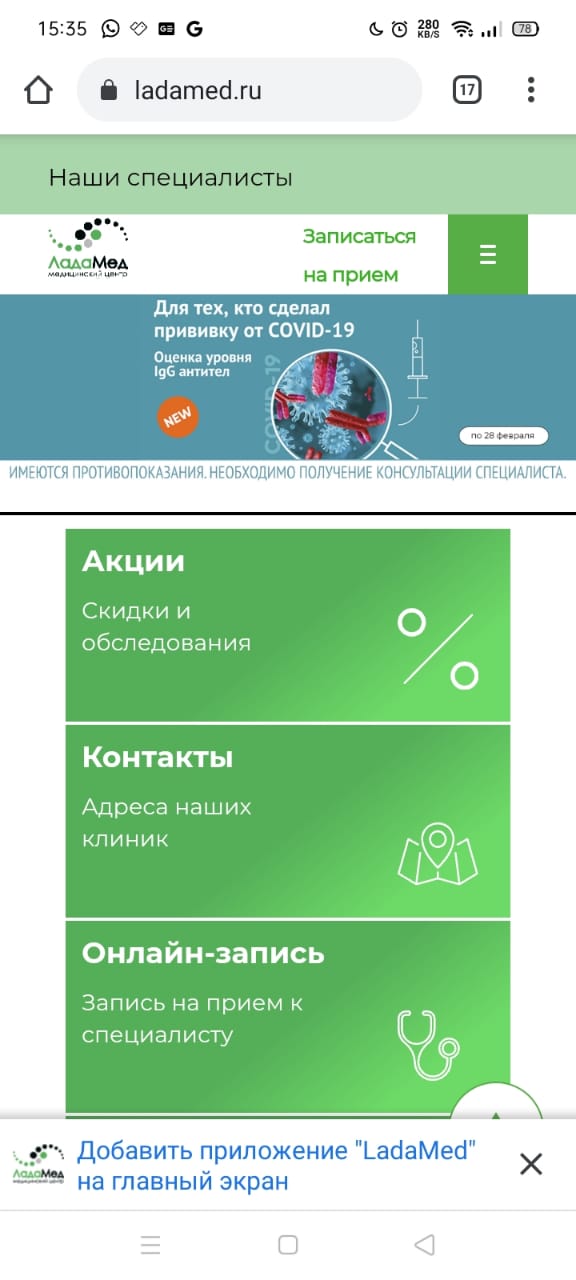 15:35
GE
G
280
KB/S
78
ladamed.ru
17
Наши специалисты
ЛадаМед
медицинский центр
Записаться
на прием
Для тех, кто сделал
прививку от COVID-19
Оценка уровня
IgG антител
COVID-19
NEW
по 28 февраля
ИМЕЮТСЯ ПРОТИВОПОКАЗАНИЯ. НЕОБХОДИМО ПОЛУЧЕНИЕ КОНСУЛЬТАЦИИ СПЕЦИАЛИСТА.
Акции
Скидки и
обследования
Контакты
Адреса наших
клиник
Онлайн-запись
Запись на прием к
специалисту
ЛадаМед
медицинский центр
Добавить приложение "LadaMed"
на главный экран